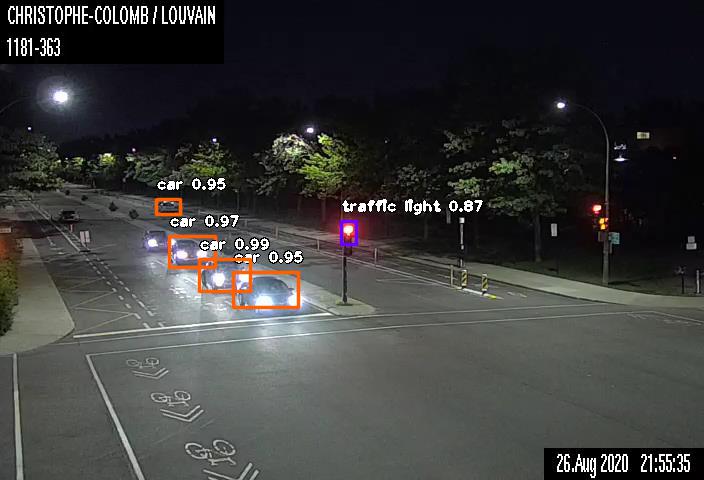 CHRISTOPHE-COLOMB / LOUVAIN
1181-363
car 0.95
car 0.97
traffic light 0.87
car 0.99
car 0.95
26.Aug 2020 21:55:35